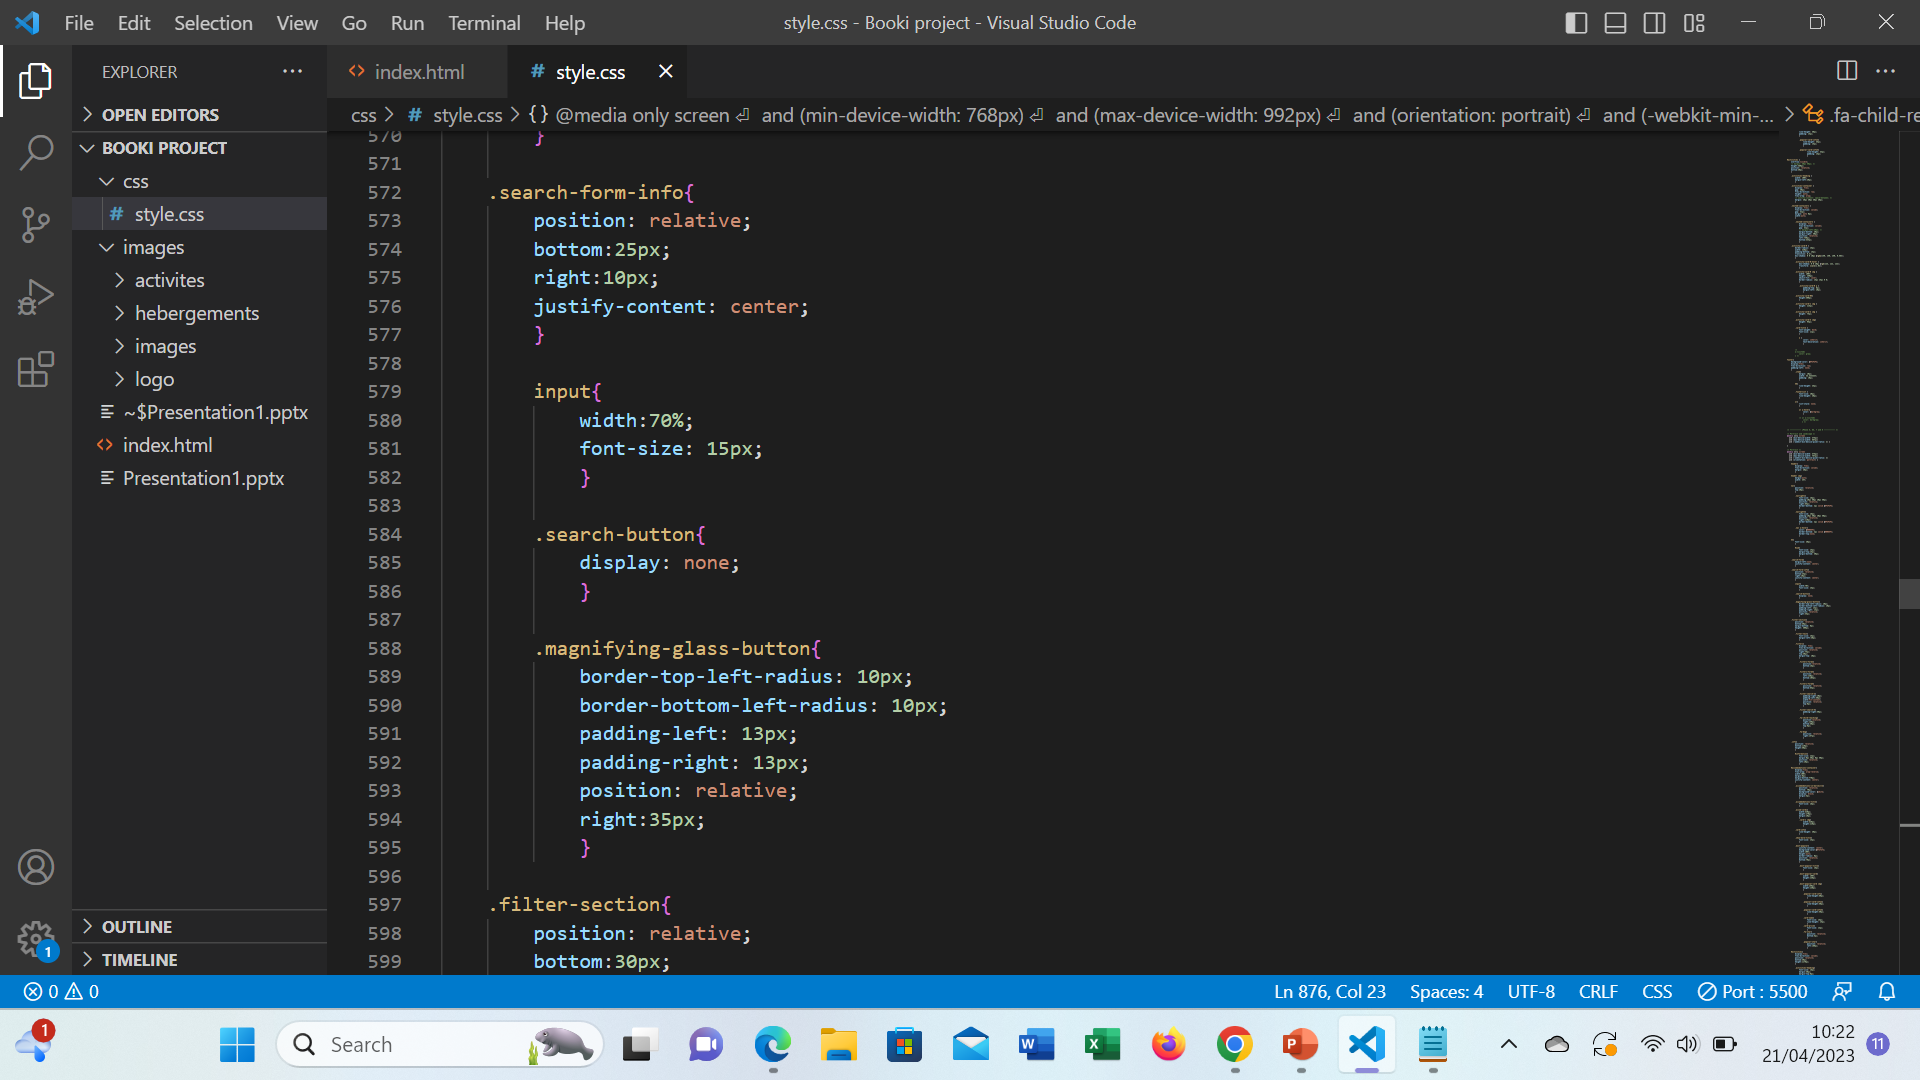 File Edit Selection View Go Run Terminal Help
style.css - Booki project - Visual Studio Code
EXPLORER
OPEN EDITORS
BOOKI PROJECT
css
style.css
images
activites
hebergements
images
logo
~$Presentation1.pptx
index.html
Presentation1.pptx
OUTLINE
TIMELINE
index.html
style.css
css > style.css > {} @media only screen and (min-device-width: 768px) and (max-device-width: 992px) and (orientation: portrait) and (-webkit-min-... > .fa-child-re
570 }
571
572 .search-form-info{
573 position: relative;
574 bottom:25px;
575 right:10px;
576 justify-content: center;
577 }
578
579 input{
580 width:70%;
581 font-size: 15px;
582 }
583
584 .search-button{
585 display: none;
586 }
587
588 .magnifying-glass-button{
589 border-top-left-radius: 10px;
590 border-bottom-left-radius: 10px;
591 padding-left: 13px;
592 padding-right: 13px;
593 position: relative;
594 right:35px;
595 }
596
597 .filter-section{
598 position: relative;
599 bottom:30px;
1
0 0
Ln 876, Col 23 Spaces: 4 UTF-8 CRLF CSS Port : 5500
1
Search
10:22
21/04/2023
11